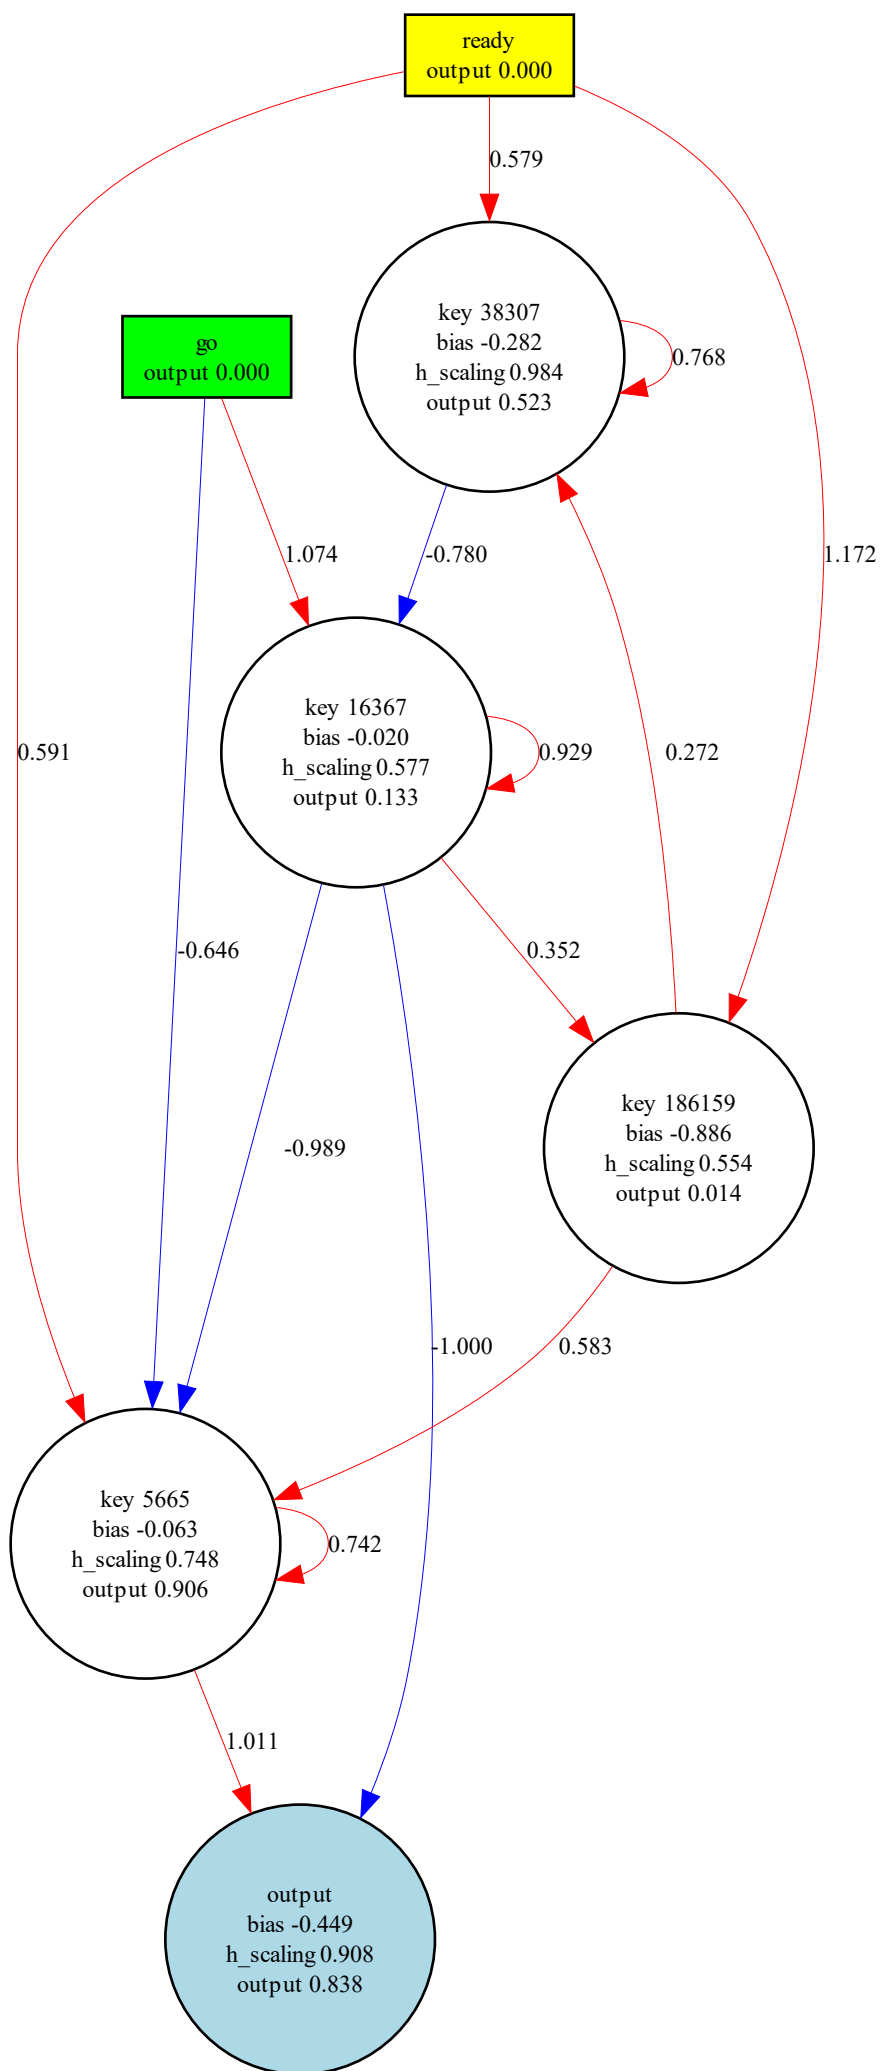 ready
output 0.000
0.579
go
output 0.000
key 38307
bias -0.282
h_scaling 0.984
output 0.523
0.768
1.074
-0.780
1.172
key 16367
bias -0.020
h_scaling 0.577
output 0.133
0.591
0.929
0.272
-0.646
0.352
key 186159
bias -0.886
h_scaling 0.554
output 0.014
-0.989
-1.000
0.583
key 5665
bias -0.063
h_scaling 0.748
output 0.906
0.742
1.011
output
bias -0.449
h_scaling 0.908
output 0.838